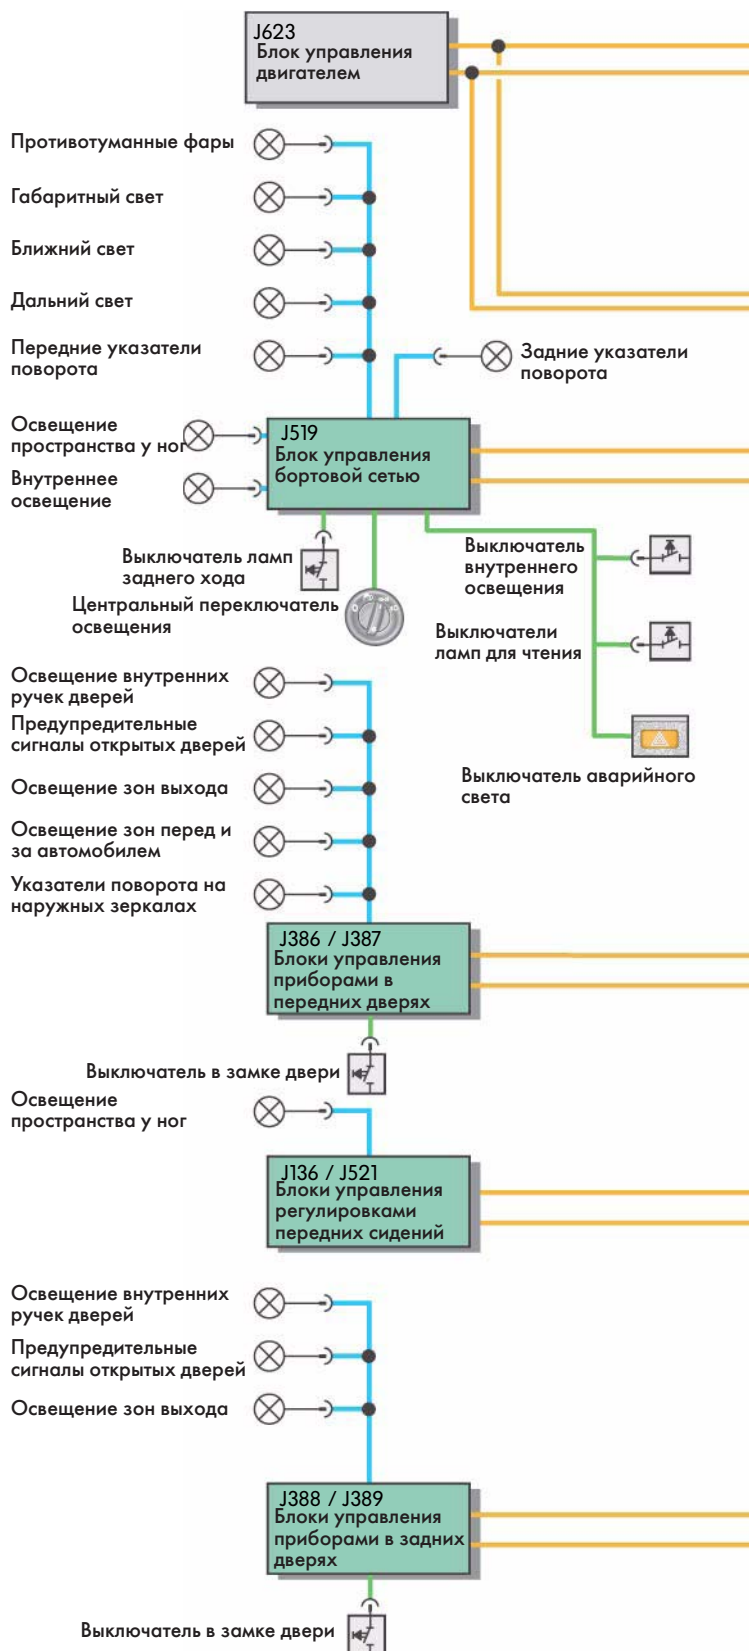 J623
Блок управления
двигателем
Противотуманные фары
Габаритный свет
Ближний свет
Дальний свет
Передние указатели
поворота
Задние указатели
поворота
Освещение
пространства у ног
Внутреннее
освещение
J519
Блок управления
бортовой сетью
Выключатель ламп
заднего хода
Центральный переключатель
освещения
Выключатель
внутреннего
освещения
Выключатели
ламп для чтения
Выключатель аварийного
света
Освещение внутренних
ручек дверей
Предупредительные
сигналы открытых дверей
Освещение зон выхода
Освещение зон перед и
за автомобилем
Указатели поворота на
наружных зеркалах
J386 / J387
Блоки управления
приборами в
передних дверях
Выключатель в замке двери
Освещение
пространства у ног
J136 / J521
Блоки управления
регулировками
передних сидений
Освещение внутренних
ручек дверей
Предупредительные
сигналы открытых дверей
Освещение зон выхода
J388 / J389
Блоки управления
приборами в задних
дверях
Выключатель в замке двери